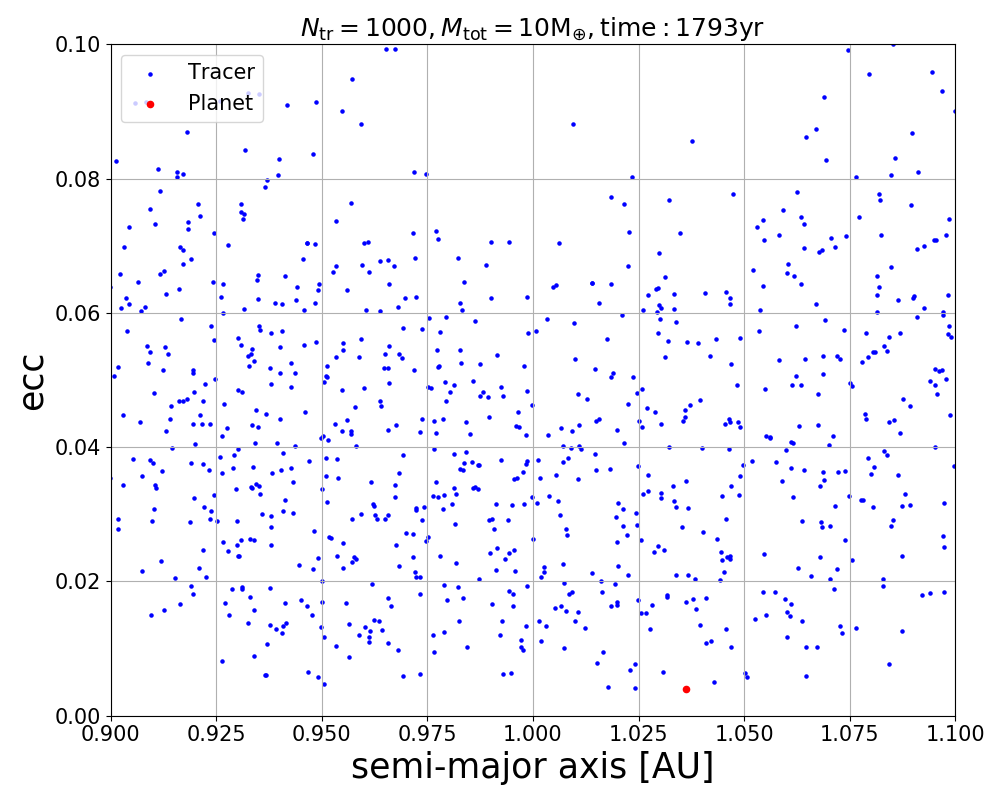 N_tr = 1000, M_tot = 10M_⊕, time : 1793yr
0.10
Tracer
Planet
0.08
0.06
0.04
0.02
0.00
ecc
0.900 0.925 0.950 0.975 1.000 1.025 1.050 1.075 1.100
semi-major axis [AU]